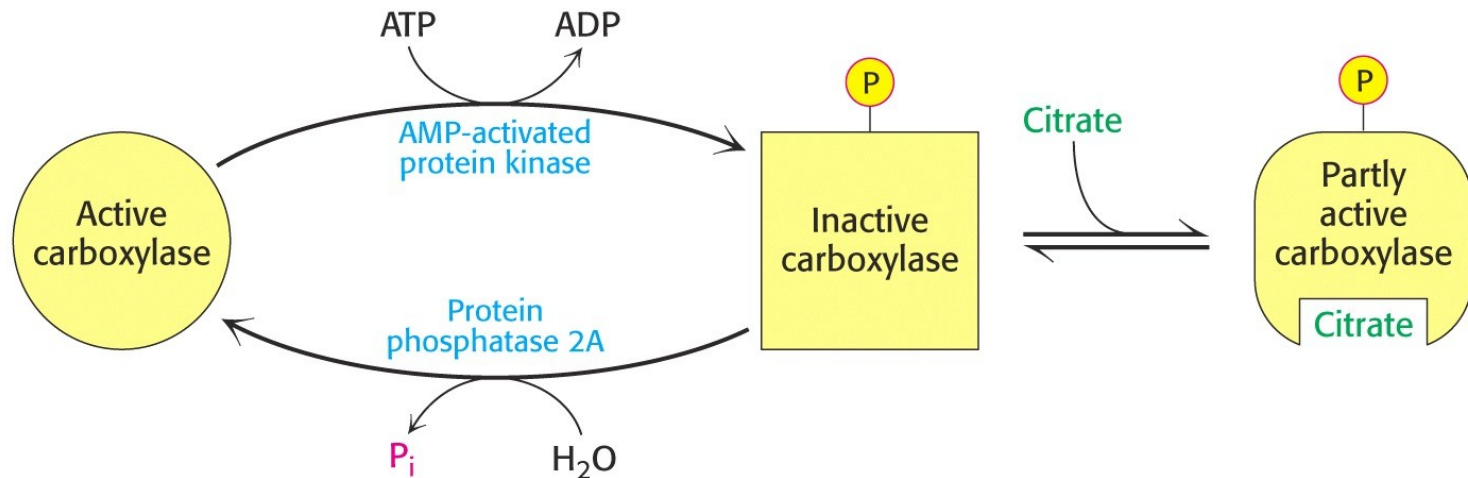 ATP
ADP
AMP-activated
protein kinase
Active
carboxylase
Protein
phosphatase 2A
Pi
H2O
P
Inactive
carboxylase
Citrate
P
Partly
active
carboxylase
Citrate